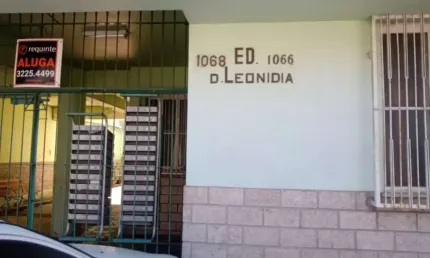 requinte
ALUGA
3225.4499
1068 ED. 1066
D. LEONIDIA